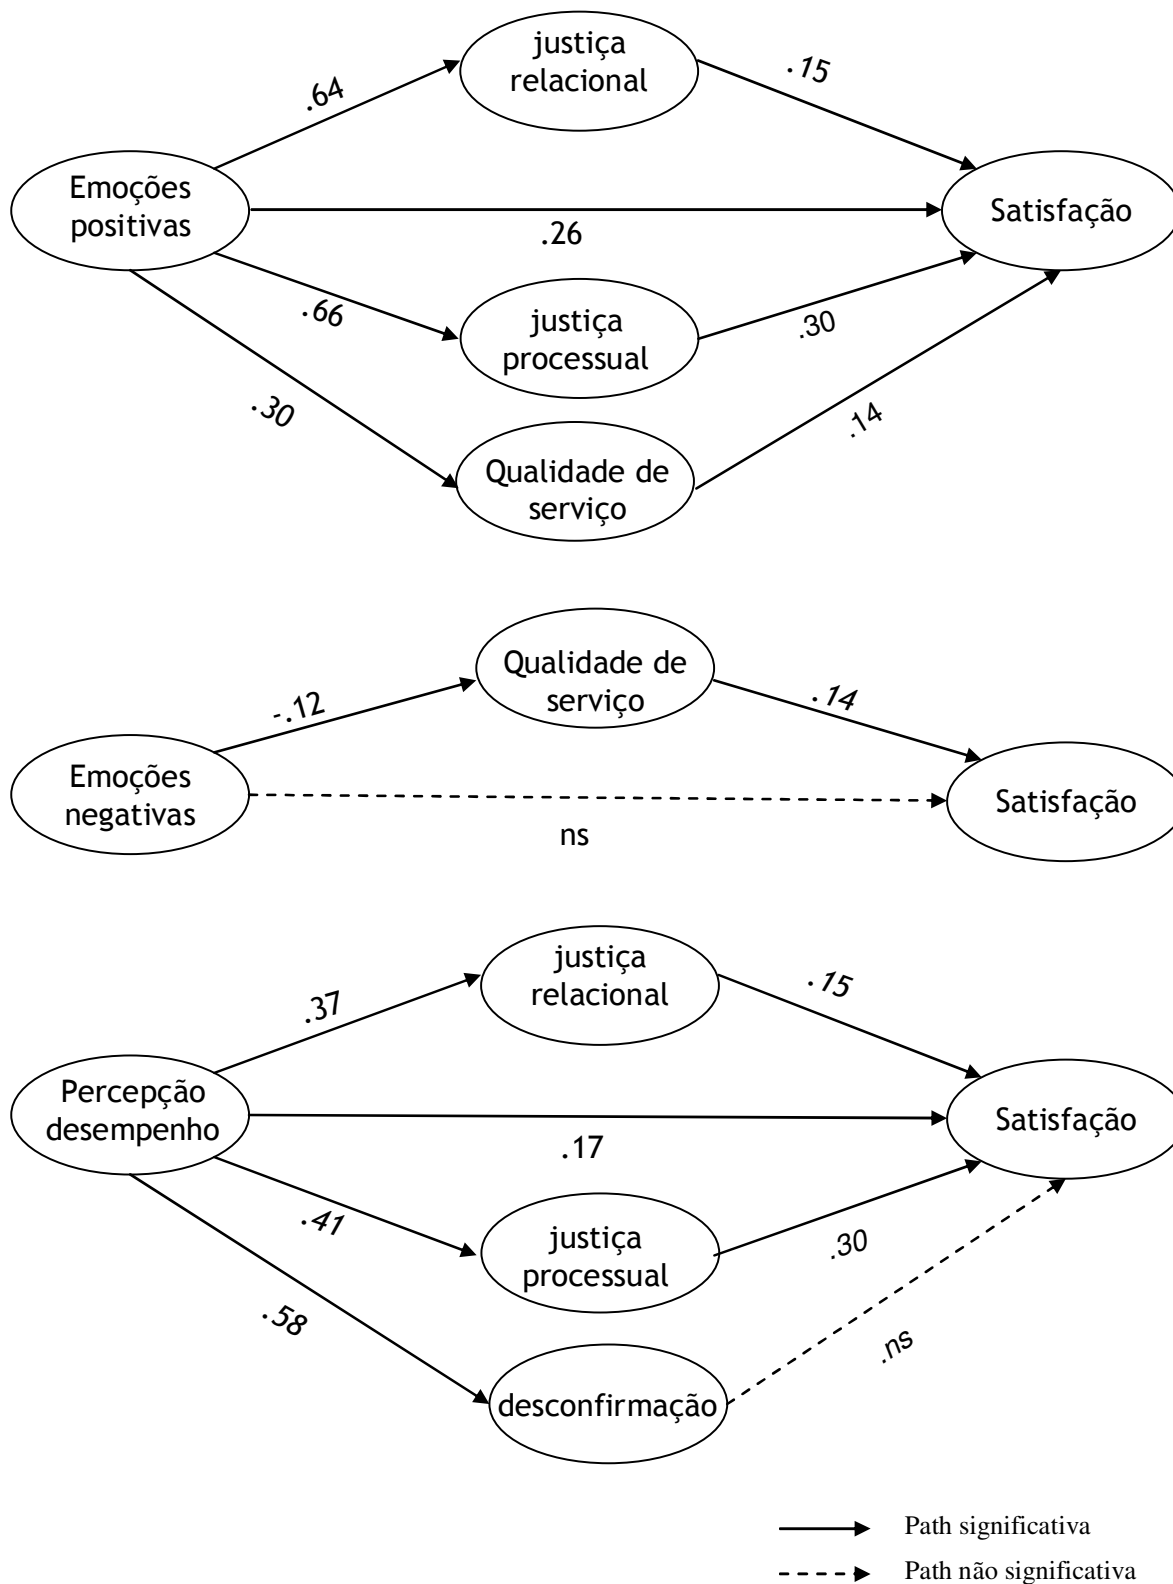 justiça
relacional
.15
.64
Emoções
positivas
Satisfação
.26
.66
justiça
processual
.30
.30
.14
Qualidade de
serviço
Qualidade de
serviço
-.12
.14
Emoções
negativas
Satisfação
ns
justiça
relacional
.15
.37
Percepção
desempenho
Satisfação
.17
.41
justiça
processual
.30
.58
.ns
desconfirmação
Path significativa
Path não significativa